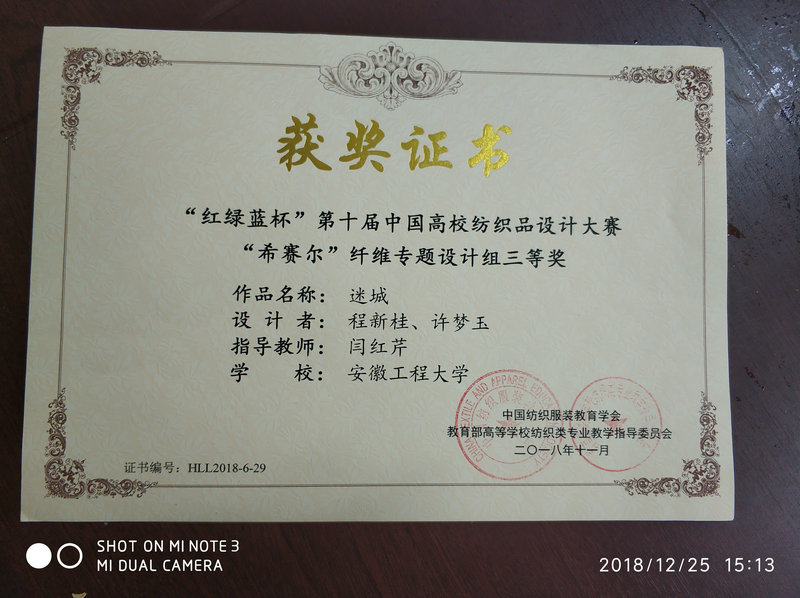 获奖证书
“红绿蓝杯”第十届中国高校纺织品设计大赛
“希赛尔”纤维专题设计组三等奖
作品名称： 迷城
设 计 者： 程新桂、许梦玉
指导教师： 闫红芹
学 校： 安徽工程大学
中国纺织服装教育学会
教育部高等学校纺织类专业教学指导委员会
二〇一八年十一月
证书编号：HLL2018-6-29
SHOT ON MI NOTE 3
MI DUAL CAMERA
2018/12/25 15:13